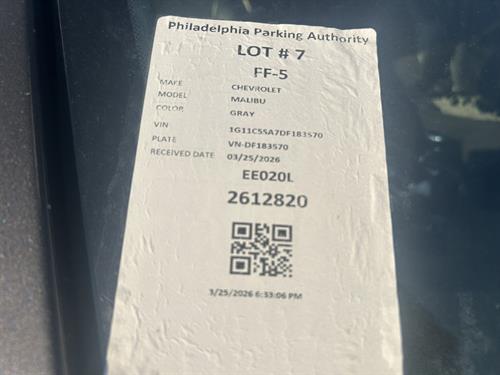 Philadelphia Parking Authority
LOT # 7
FF-5
MAKE CHEVROLET
MODEL MALIBU
COLOR GRAY
VIN 1G11C5SA7DF183570
PLATE VN-DF183570
RECEIVED DATE 03/25/2026
EE020L
2612820
3/25/2026 6:33:06 PM